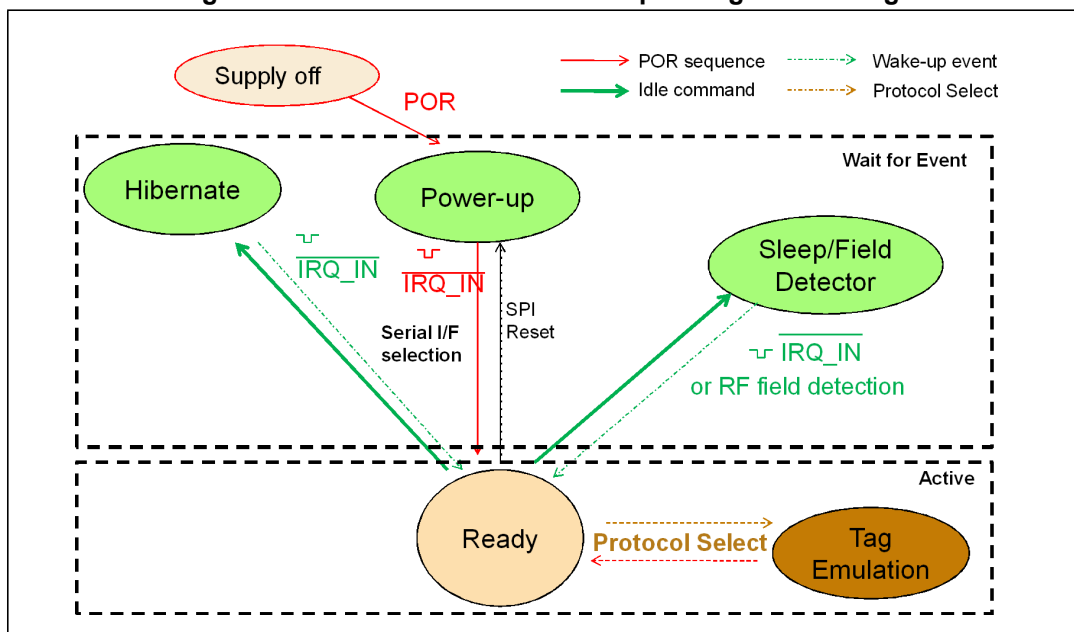 Supply off
POR
POR sequence
Wake-up event
Idle command
Protocol Select
Wait for Event
Hibernate
Power-up
Sleep/Field
Detector
IRQ_IN
IRQ_IN
SPI
Reset
Serial I/F
selection
IRQ_IN
or RF field detection
Active
Ready
Protocol Select
Tag
Emulation